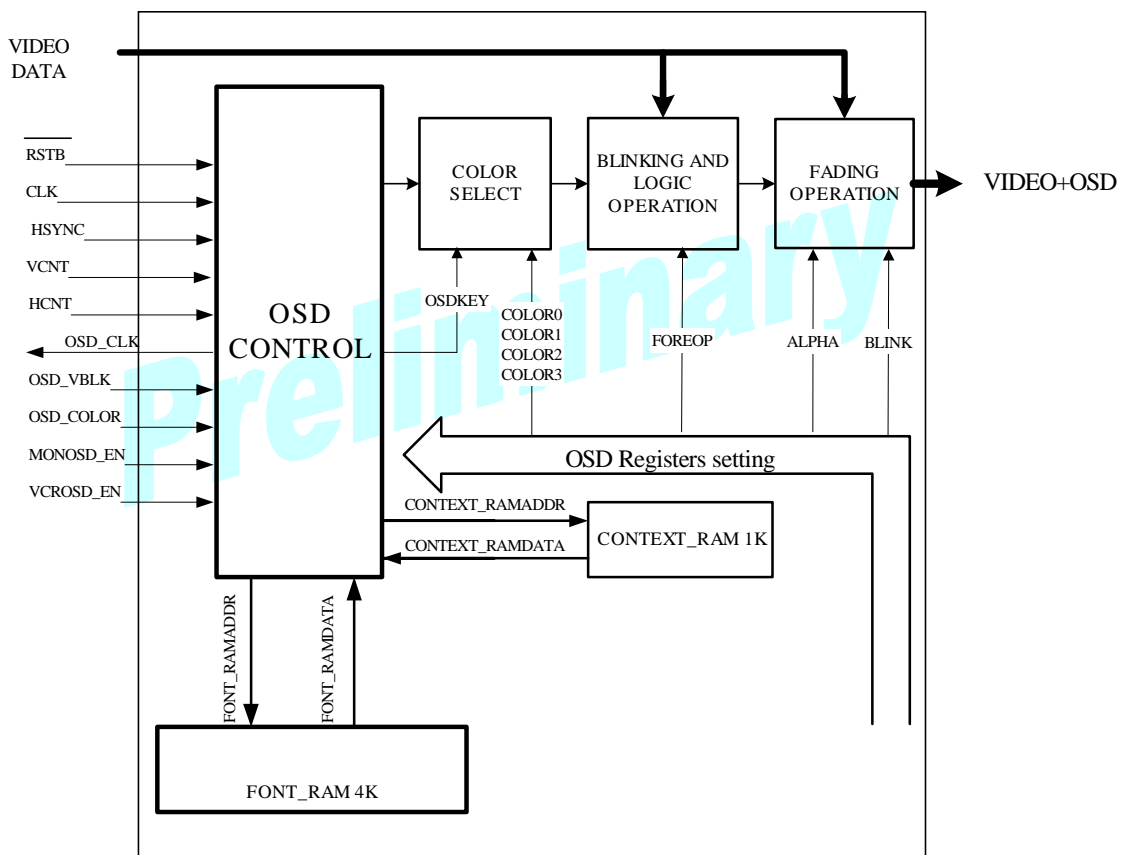 VIDEO
DATA
RSTB
CLK
HSYNC
VCNT
HCNT
OSD_CLK
OSD_VBLK
OSD_COLOR
MONOSD_EN
VCROSD_EN
OSD
CONTROL
COLOR
SELECT
BLINKING AND
LOGIC
OPERATION
FADING
OPERATION
VIDEO+OSD
OSDKEY
COLOR0
COLOR1
COLOR2
COLOR3
FOREOP
ALPHA
BLINK
Preliminary
OSD Registers setting
CONTEXT_RAMADDR
CONTEXT_RAMDATA
CONTEXT_RAM 1K
FONT_RAMADDR
FONT_RAMDATA
FONT_RAM 4K